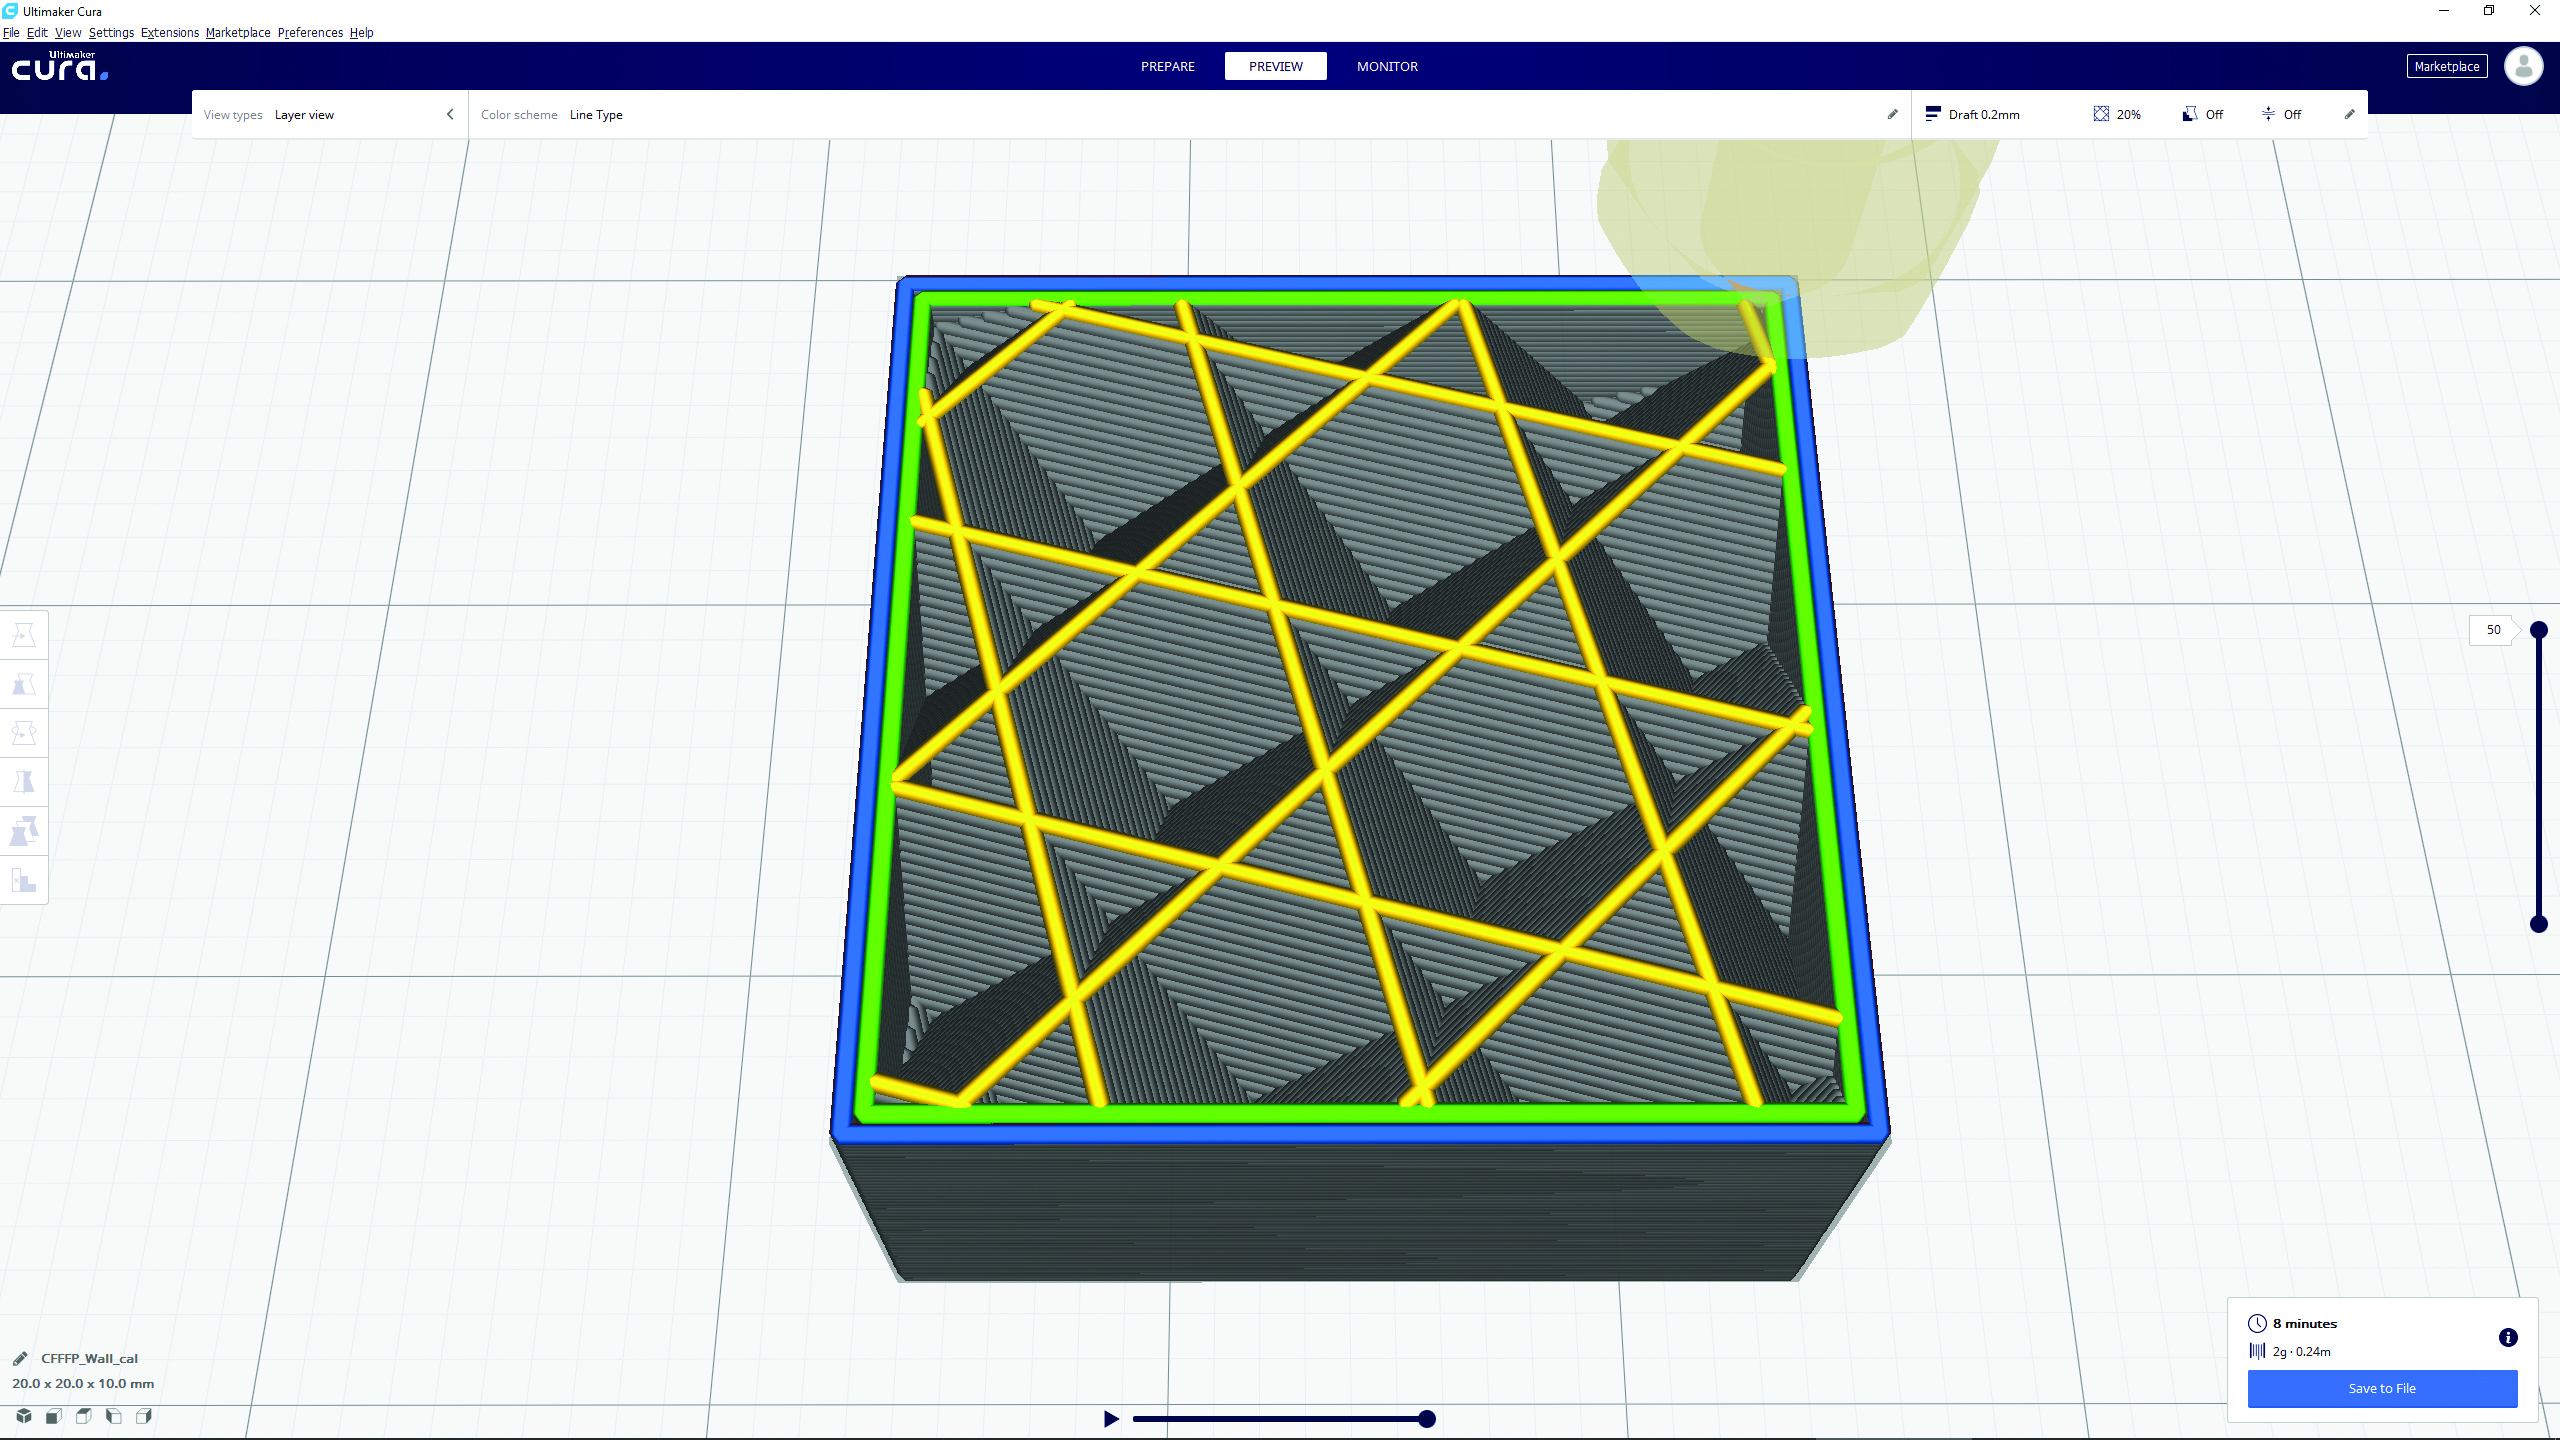 Ultimaker Cura
File Edit View Settings Extensions Marketplace Preferences Help
Ultimaker
cura.
PREPARE PREVIEW MONITOR
Marketplace
View types Layer view
Color scheme Line Type
Draft 0.2mm 20% Off Off
50
8 minutes
2g · 0.24m
Save to File
CFFFP_Wall_cal
20.0 x 20.0 x 10.0 mm